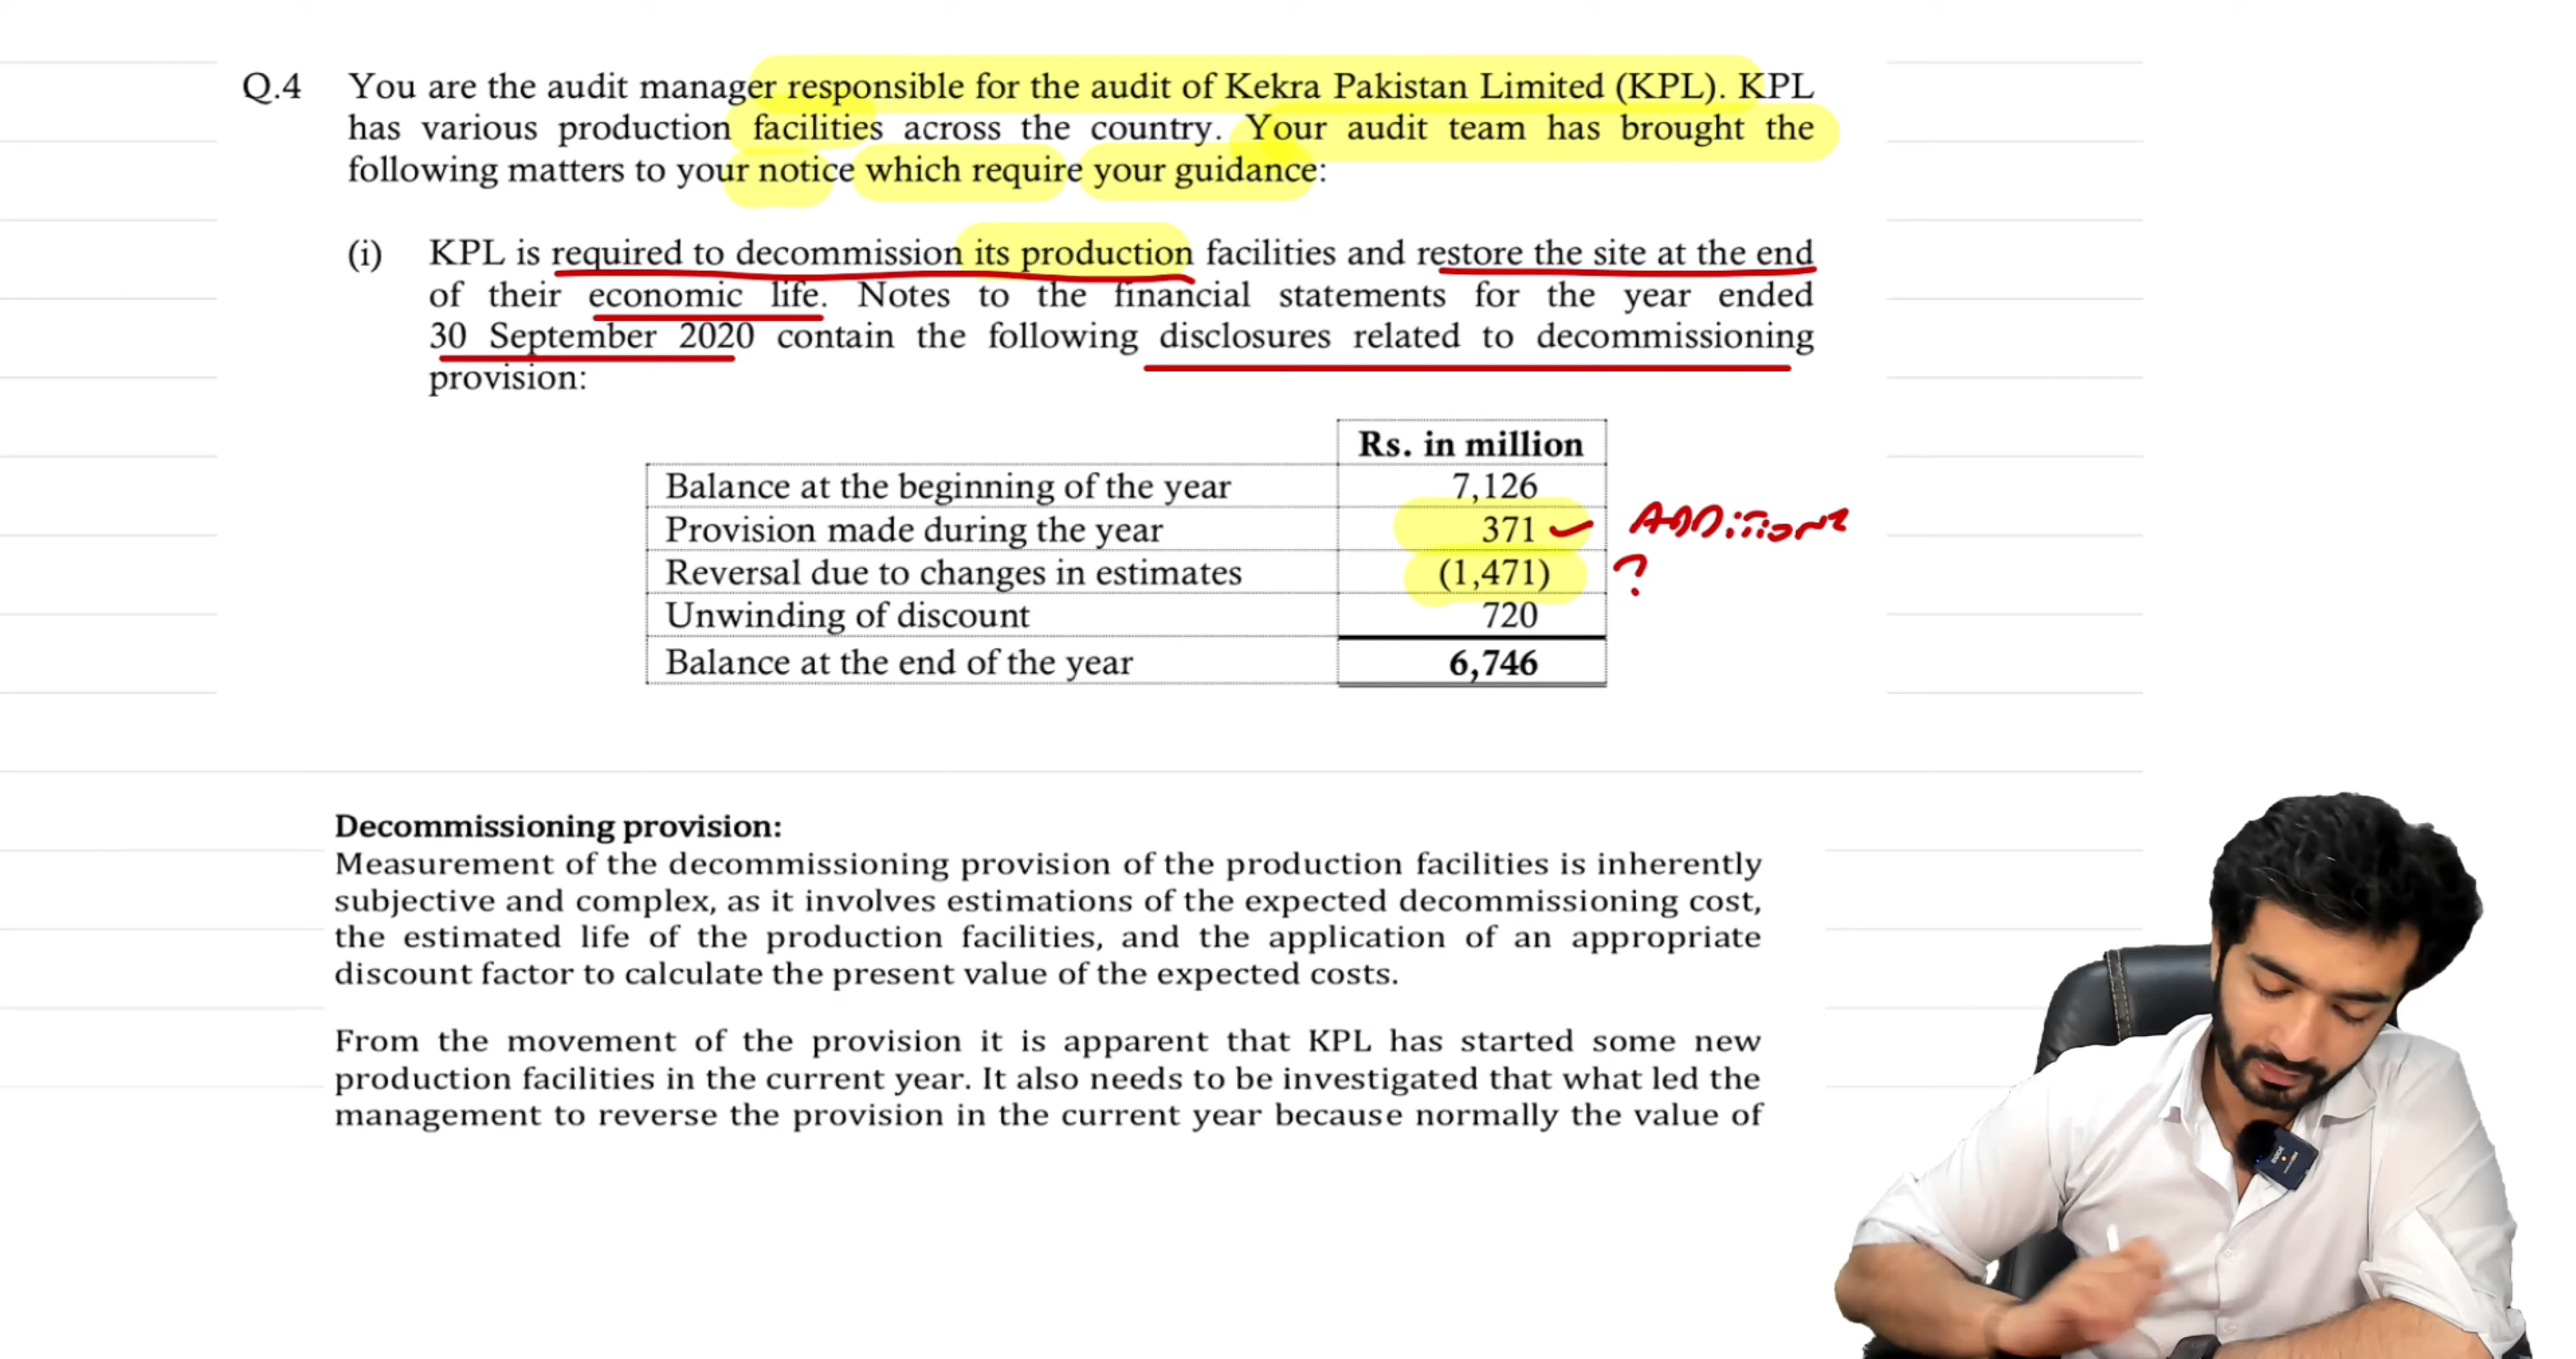 Q.4 You are the audit manager responsible for the audit of Kekra Pakistan Limited (KPL). KPL
has various production facilities across the country. Your audit team has brought the
following matters to your notice which require your guidance:
(i) KPL is required to decommission its production facilities and restore the site at the end
of their economic life. Notes to the financial statements for the year ended
30 September 2020 contain the following disclosures related to decommissioning
provision:
Rs. in million
Balance at the beginning of the year 7,126
Provision made during the year 371 ADDitions
Reversal due to changes in estimates (1,471) ?
Unwinding of discount 720
Balance at the end of the year 6,746
Decommissioning provision:
Measurement of the decommissioning provision of the production facilities is inherently
subjective and complex, as it involves estimations of the expected decommissioning cost,
the estimated life of the production facilities, and the application of an appropriate
discount factor to calculate the present value of the expected costs.
From the movement of the provision it is apparent that KPL has started some new
production facilities in the current year. It also needs to be investigated that what led the
management to reverse the provision in the current year because normally the value of